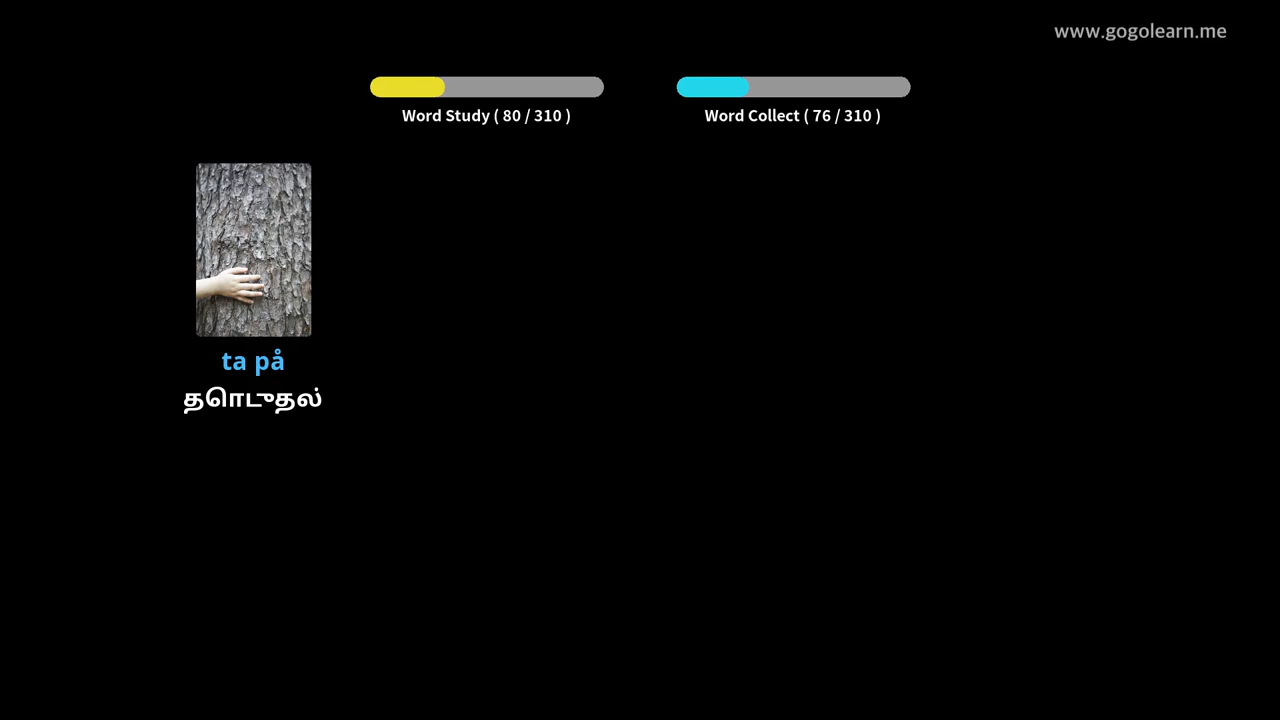 www.gogolearn.me
Word Study ( 80 / 310 )
Word Collect ( 76 / 310 )
ta på
தொடுதல்